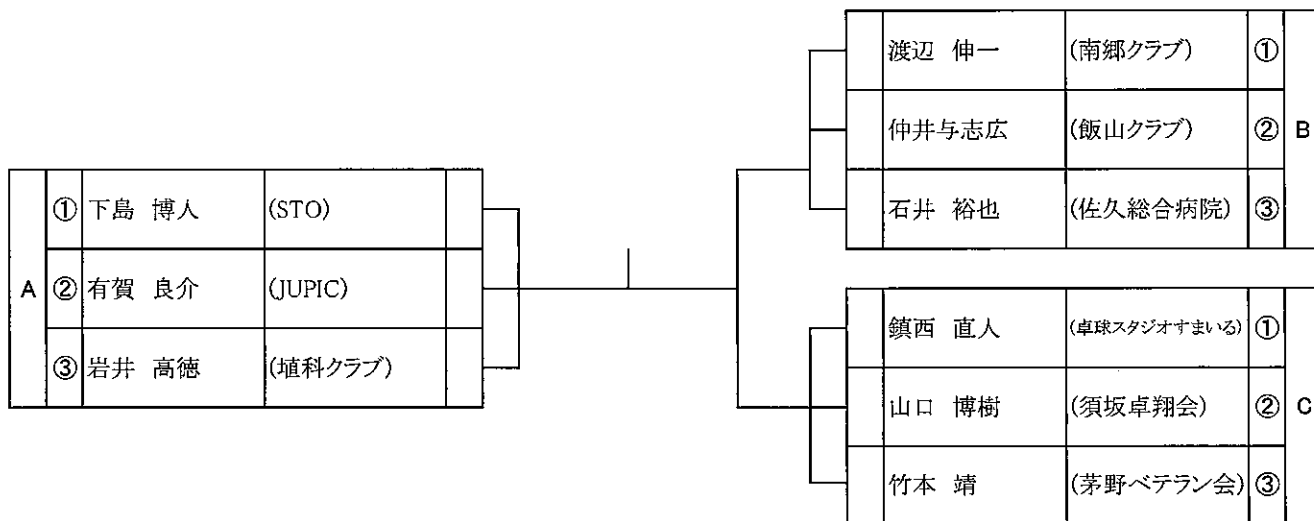 A
① 下島 博人 (STO)
② 有賀 良介 (JUPIC)
③ 岩井 高徳 (埴科クラブ)
渡辺 伸一 (南郷クラブ) ①
仲井与志広 (飯山クラブ) ②
B
石井 裕也 (佐久総合病院) ③
鎮西 直人 (卓球スタジオすまいる) ①
山口 博樹 (須坂卓翔会) ②
C
竹本 靖 (茅野ベテラン会) ③